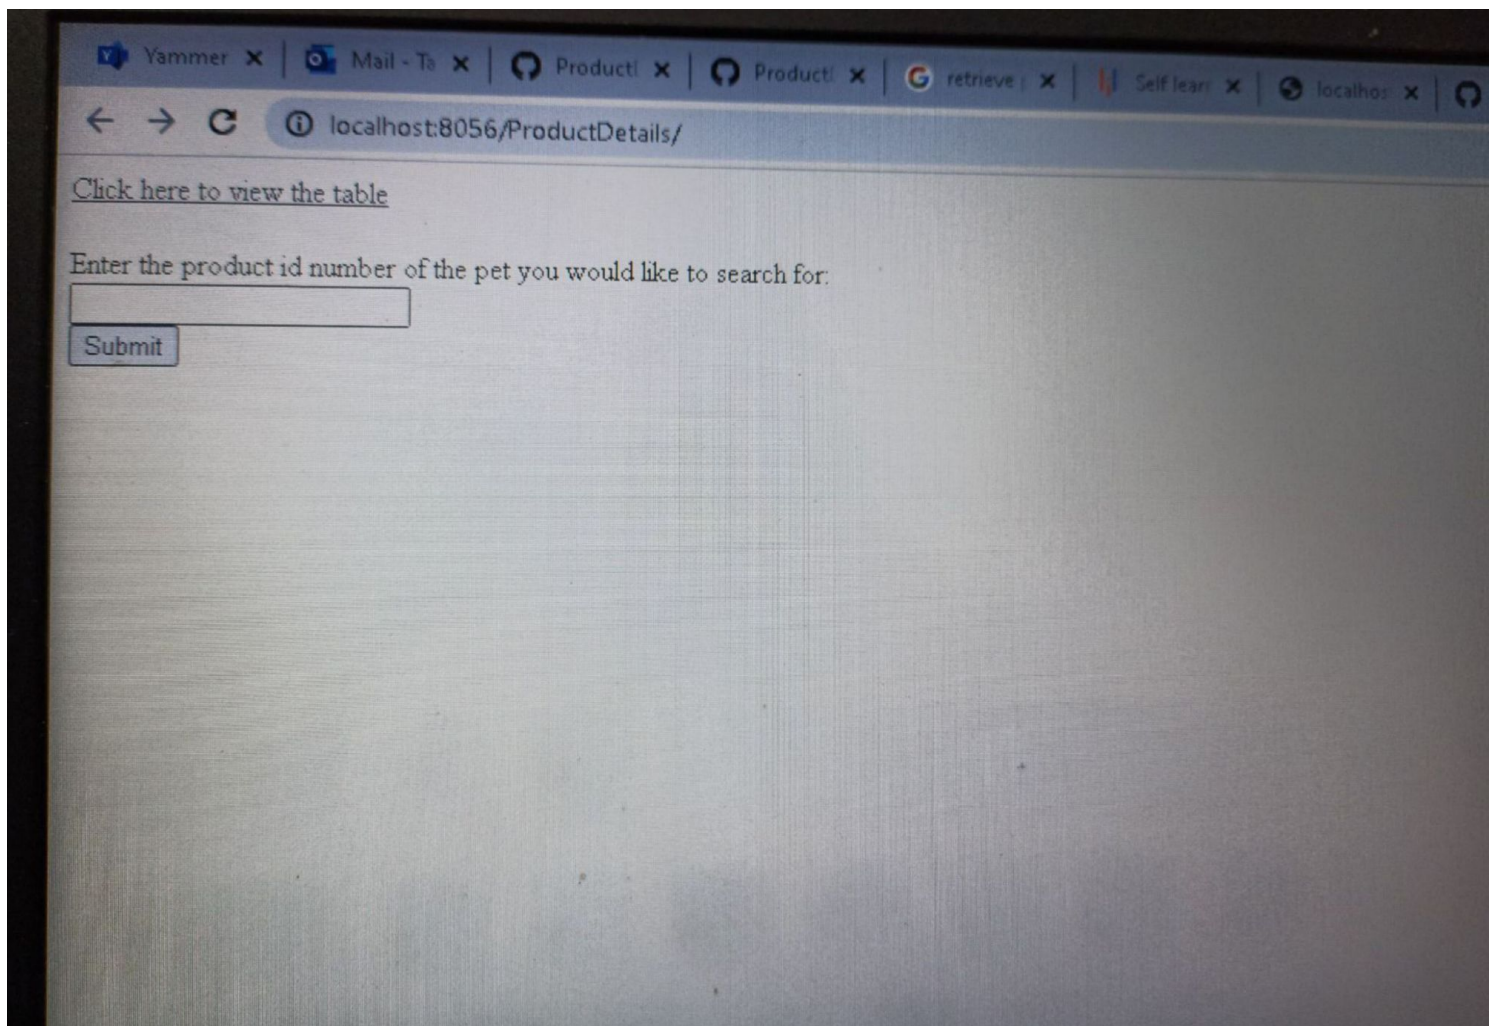 Yammer
Mail - Ta
Product
Product
retrieve
Self lear
localhos
localhost:8056/ProductDetails/
Click here to view the table
Enter the product id number of the pet you would like to search for:
Submit